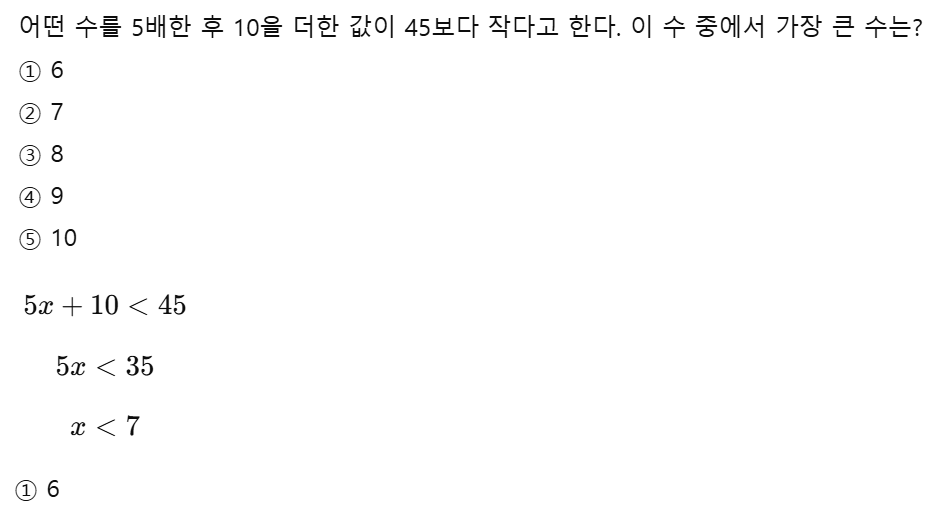 어떤 수를 5배한 후 10을 더한 값이 45보다 작다고 한다. 이 수 중에서 가장 큰 수는?
① 6
② 7
③ 8
④ 9
⑤ 10
5x + 10 < 45
5x < 35
x < 7
① 6